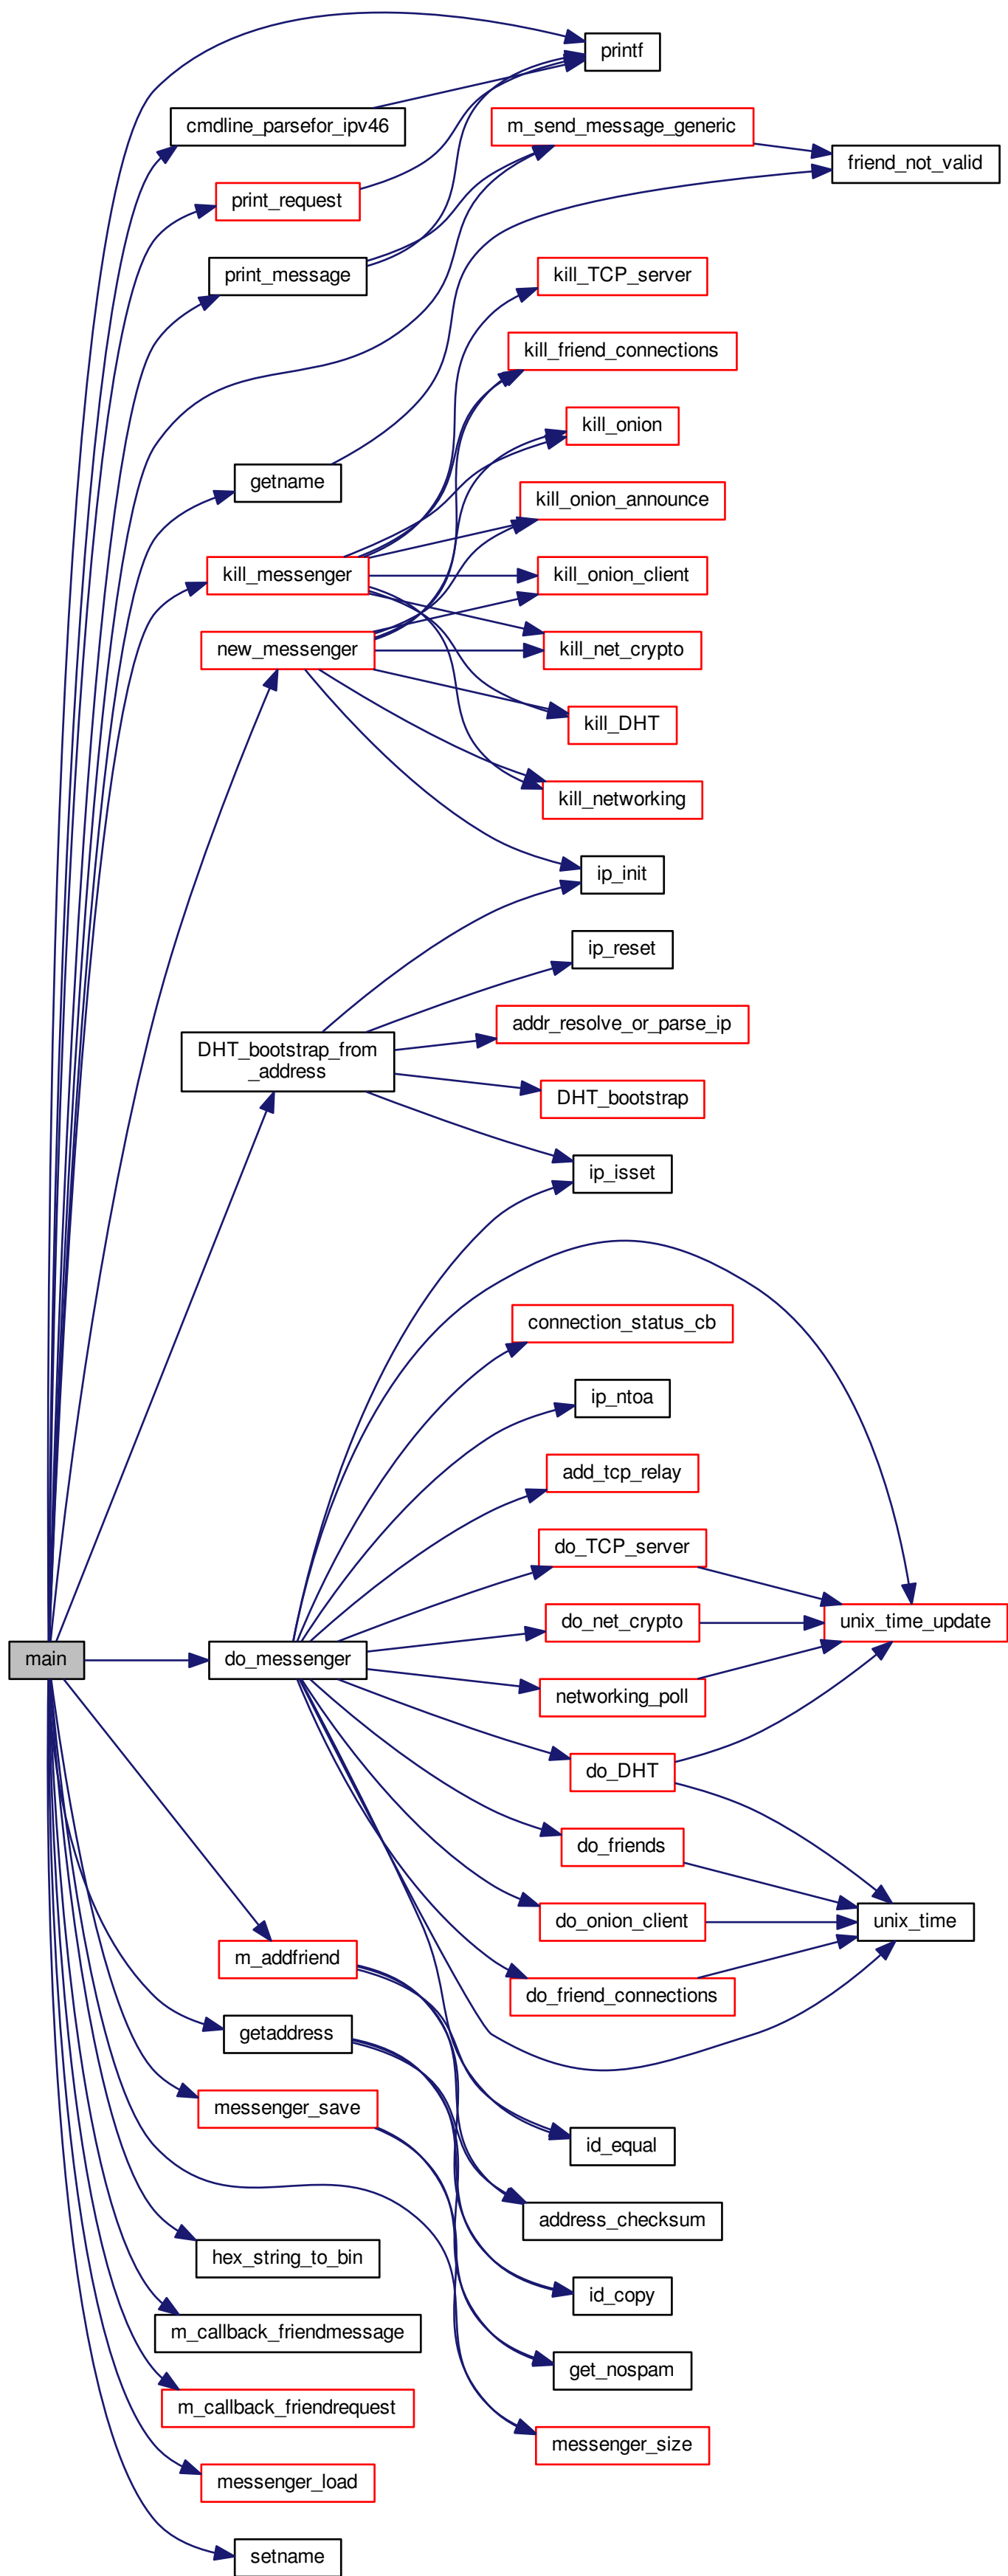 printf
cmdline_parsefor_ipv46
m_send_message_generic
friend_not_valid
print_request
print_message
kill_TCP_server
kill_friend_connections
kill_onion
getname
kill_onion_announce
kill_messenger
kill_onion_client
new_messenger
kill_net_crypto
kill_DHT
kill_networking
ip_init
ip_reset
addr_resolve_or_parse_ip
DHT_bootstrap_from
_address
DHT_bootstrap
ip_isset
connection_status_cb
ip_ntoa
add_tcp_relay
do_TCP_server
do_net_crypto
unix_time_update
main
do_messenger
networking_poll
do_DHT
do_friends
do_onion_client
unix_time
m_addfriend
do_friend_connections
getaddress
messenger_save
id_equal
address_checksum
hex_string_to_bin
id_copy
m_callback_friendmessage
get_nospam
m_callback_friendrequest
messenger_size
messenger_load
setname